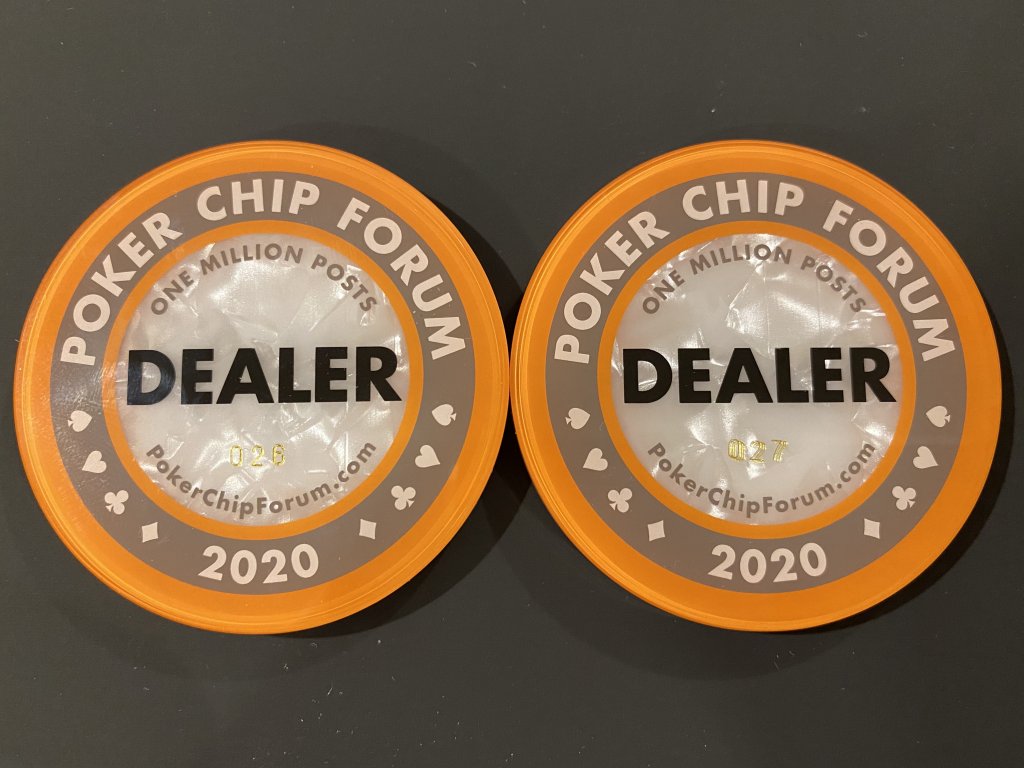 POKER CHIP FORUM
ONE MILLION POSTS
DEALER
026
PokerChipForum.com
2020
POKER CHIP FORUM
ONE MILLION POSTS
DEALER
027
PokerChipForum.com
2020